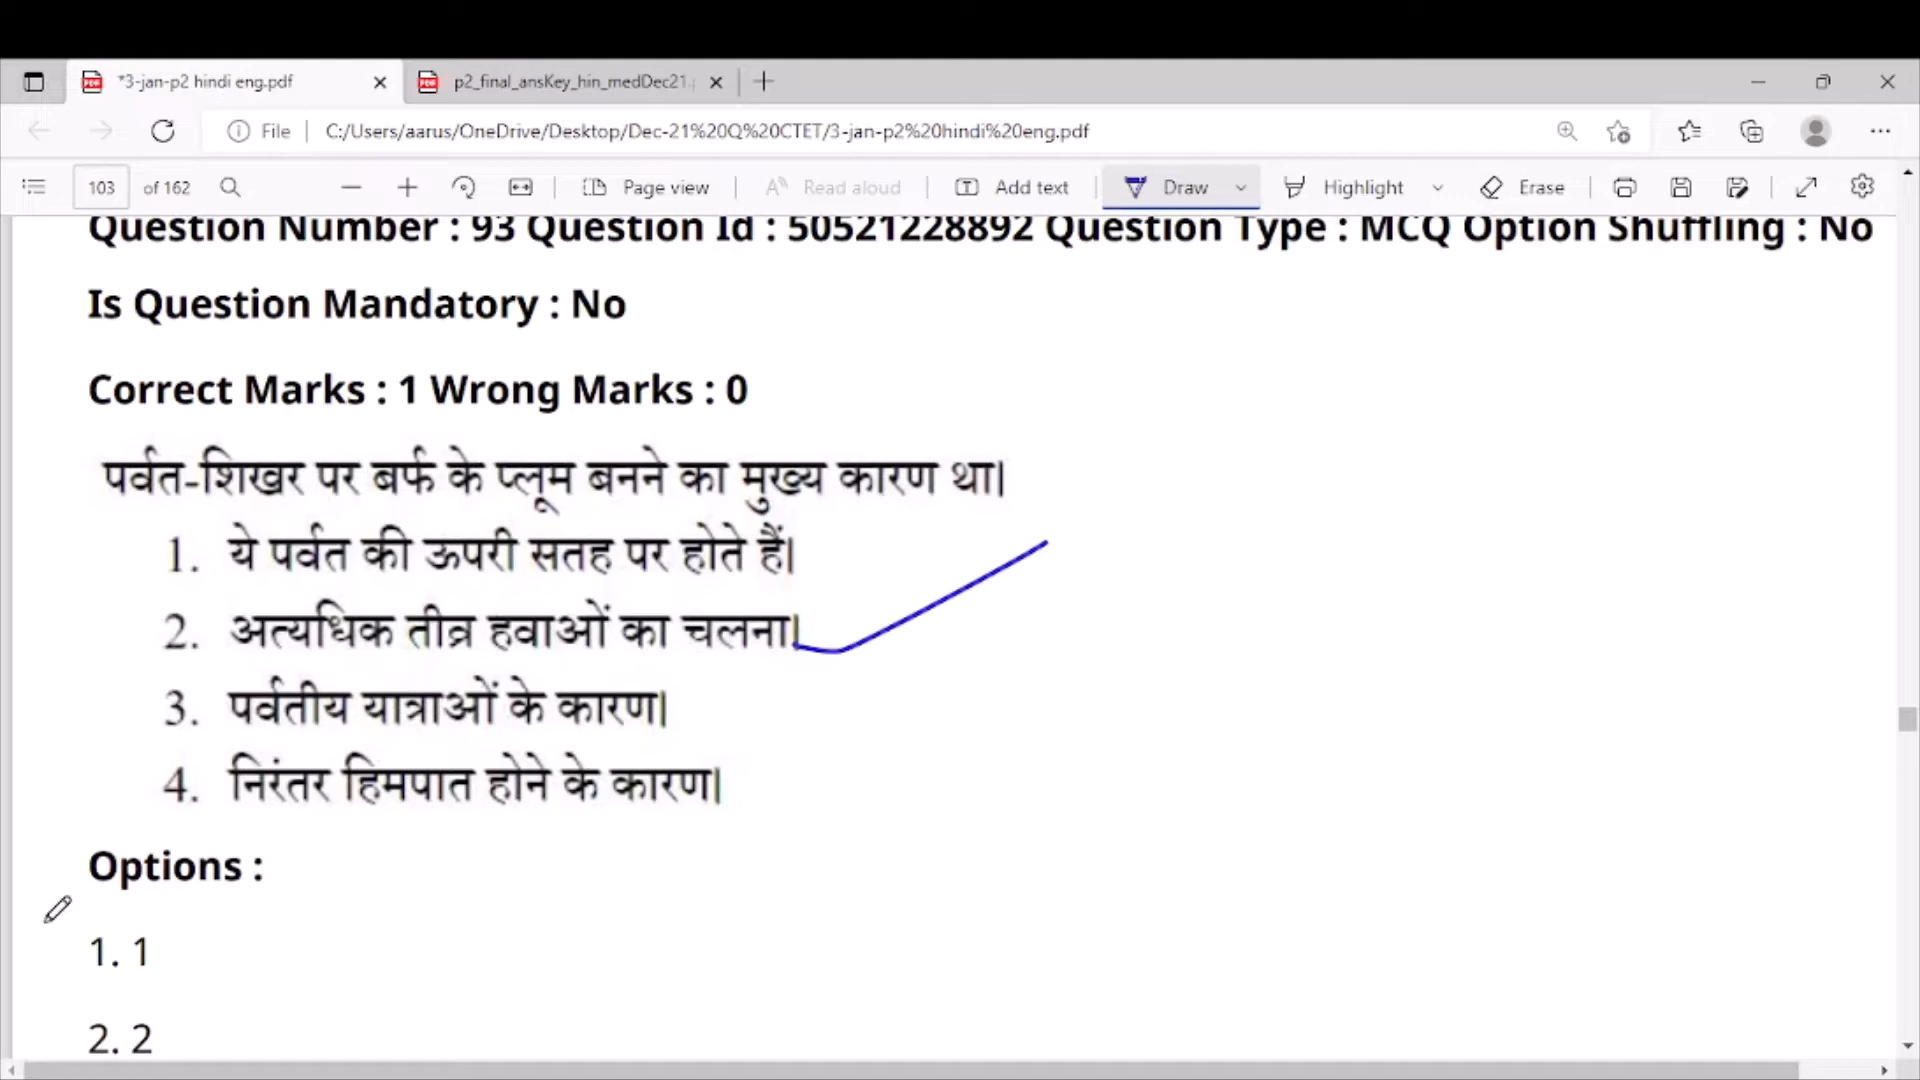 *3-jan-p2 hindi eng.pdf
p2_final_ansKey_hin_medDec21.
File
C:/Users/aarus/OneDrive/Desktop/Dec-21%20Q%20CTET/3-jan-p2%20hindi%20eng.pdf
103 of 162
Page view
Read aloud
Add text
Draw
Highlight
Erase
Question Number : 93 Question Id : 50521228892 Question Type : MCQ Option Shuffling : No
Is Question Mandatory : No
Correct Marks : 1 Wrong Marks : 0
पर्वत-शिखर पर बर्फ के प्लूम बनने का मुख्य कारण था|
1. ये पर्वत की ऊपरी सतह पर होते हैं|
2. अत्यधिक तीव्र हवाओं का चलना|
3. पर्वतीय यात्राओं के कारण|
4. निरंतर हिमपात होने के कारण|
Options :
1. 1
2. 2